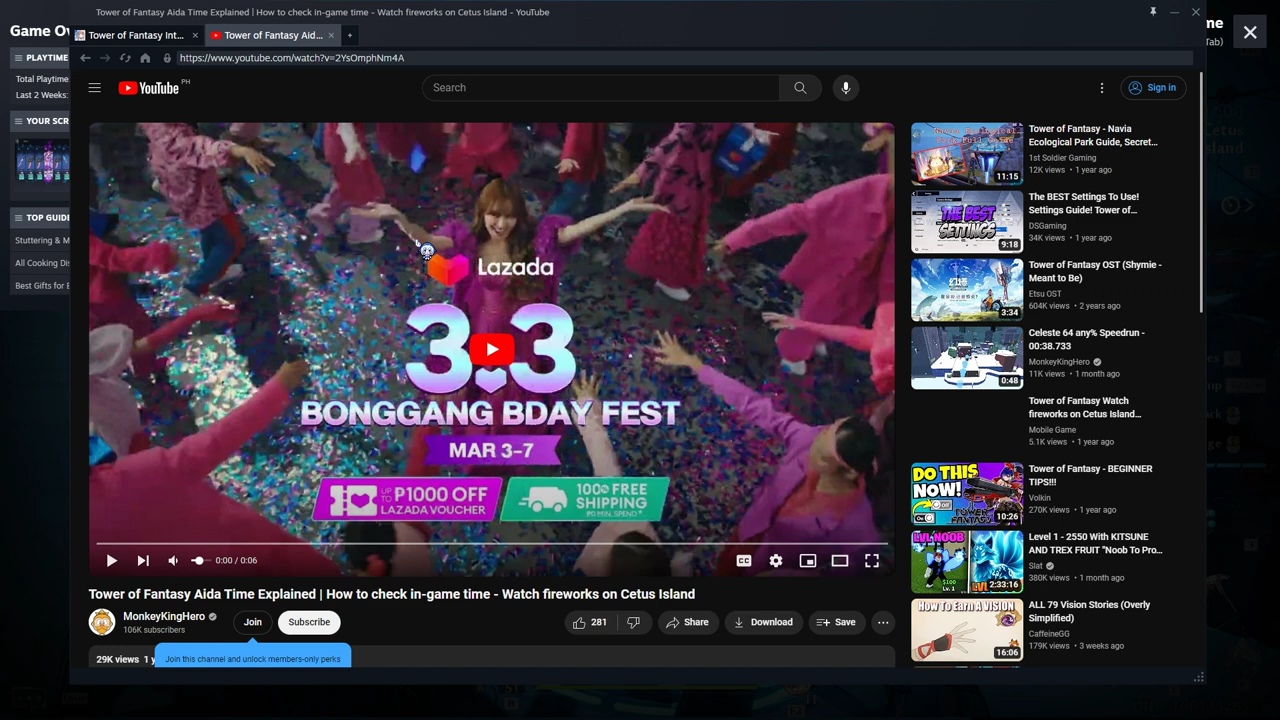 Tower of Fantasy Aida Time Explained | How to check in-game time - Watch fireworks on Cetus Island - YouTube
Game Ov
me
Tab)
Tower of Fantasy Int...
Tower of Fantasy Aid...
https://www.youtube.com/watch?v=2YsOmphNm4A
PLAYTIME
Total Playtime
Last 2 Weeks:
YOUR SCR
TOP GUIDE
Stuttering & M
All Cooking Dis
Best Gifts for E
YouTube PH
Search
Sign in
Lazada
3.3
BONGGANG BDAY FEST
MAR 3-7
UP TO ₱1000 OFF
LAZADA VOUCHER
100% FREE
SHIPPING
NO MIN. SPEND*
0:00 / 0:06
CC
Tower of Fantasy Aida Time Explained | How to check in-game time - Watch fireworks on Cetus Island
MonkeyKingHero
106K subscribers
Join
Subscribe
281
Share
Download
Save
29K views 1 y
Join this channel and unlock members-only perks
11:15
Tower of Fantasy - Navia
Ecological Park Guide, Secret...
1st Soldier Gaming
12K views • 1 year ago
THE BEST
SETTINGS
9:18
The BEST Settings To Use!
Settings Guide! Tower of...
DSGaming
34K views • 1 year ago
3:34
Tower of Fantasy OST (Shymie -
Meant to Be)
Etsu OST
604K views • 2 years ago
0:48
Celeste 64 any% Speedrun -
00:38.733
MonkeyKingHero
11K views • 1 month ago
Tower of Fantasy Watch
fireworks on Cetus Island...
Mobile Game
5.1K views • 1 year ago
DO THIS
NOW!
10:26
Tower of Fantasy - BEGINNER
TIPS!!!
Volkin
270K views • 1 year ago
LVL NOOB
2:33:16
Level 1 - 2550 With KITSUNE
AND TREX FRUIT "Noob To Pro...
Slat
380K views • 1 month ago
How To Earn A VISION
16:06
ALL 79 Vision Stories (Overly
Simplified)
CaffeineGG
179K views • 3 weeks ago